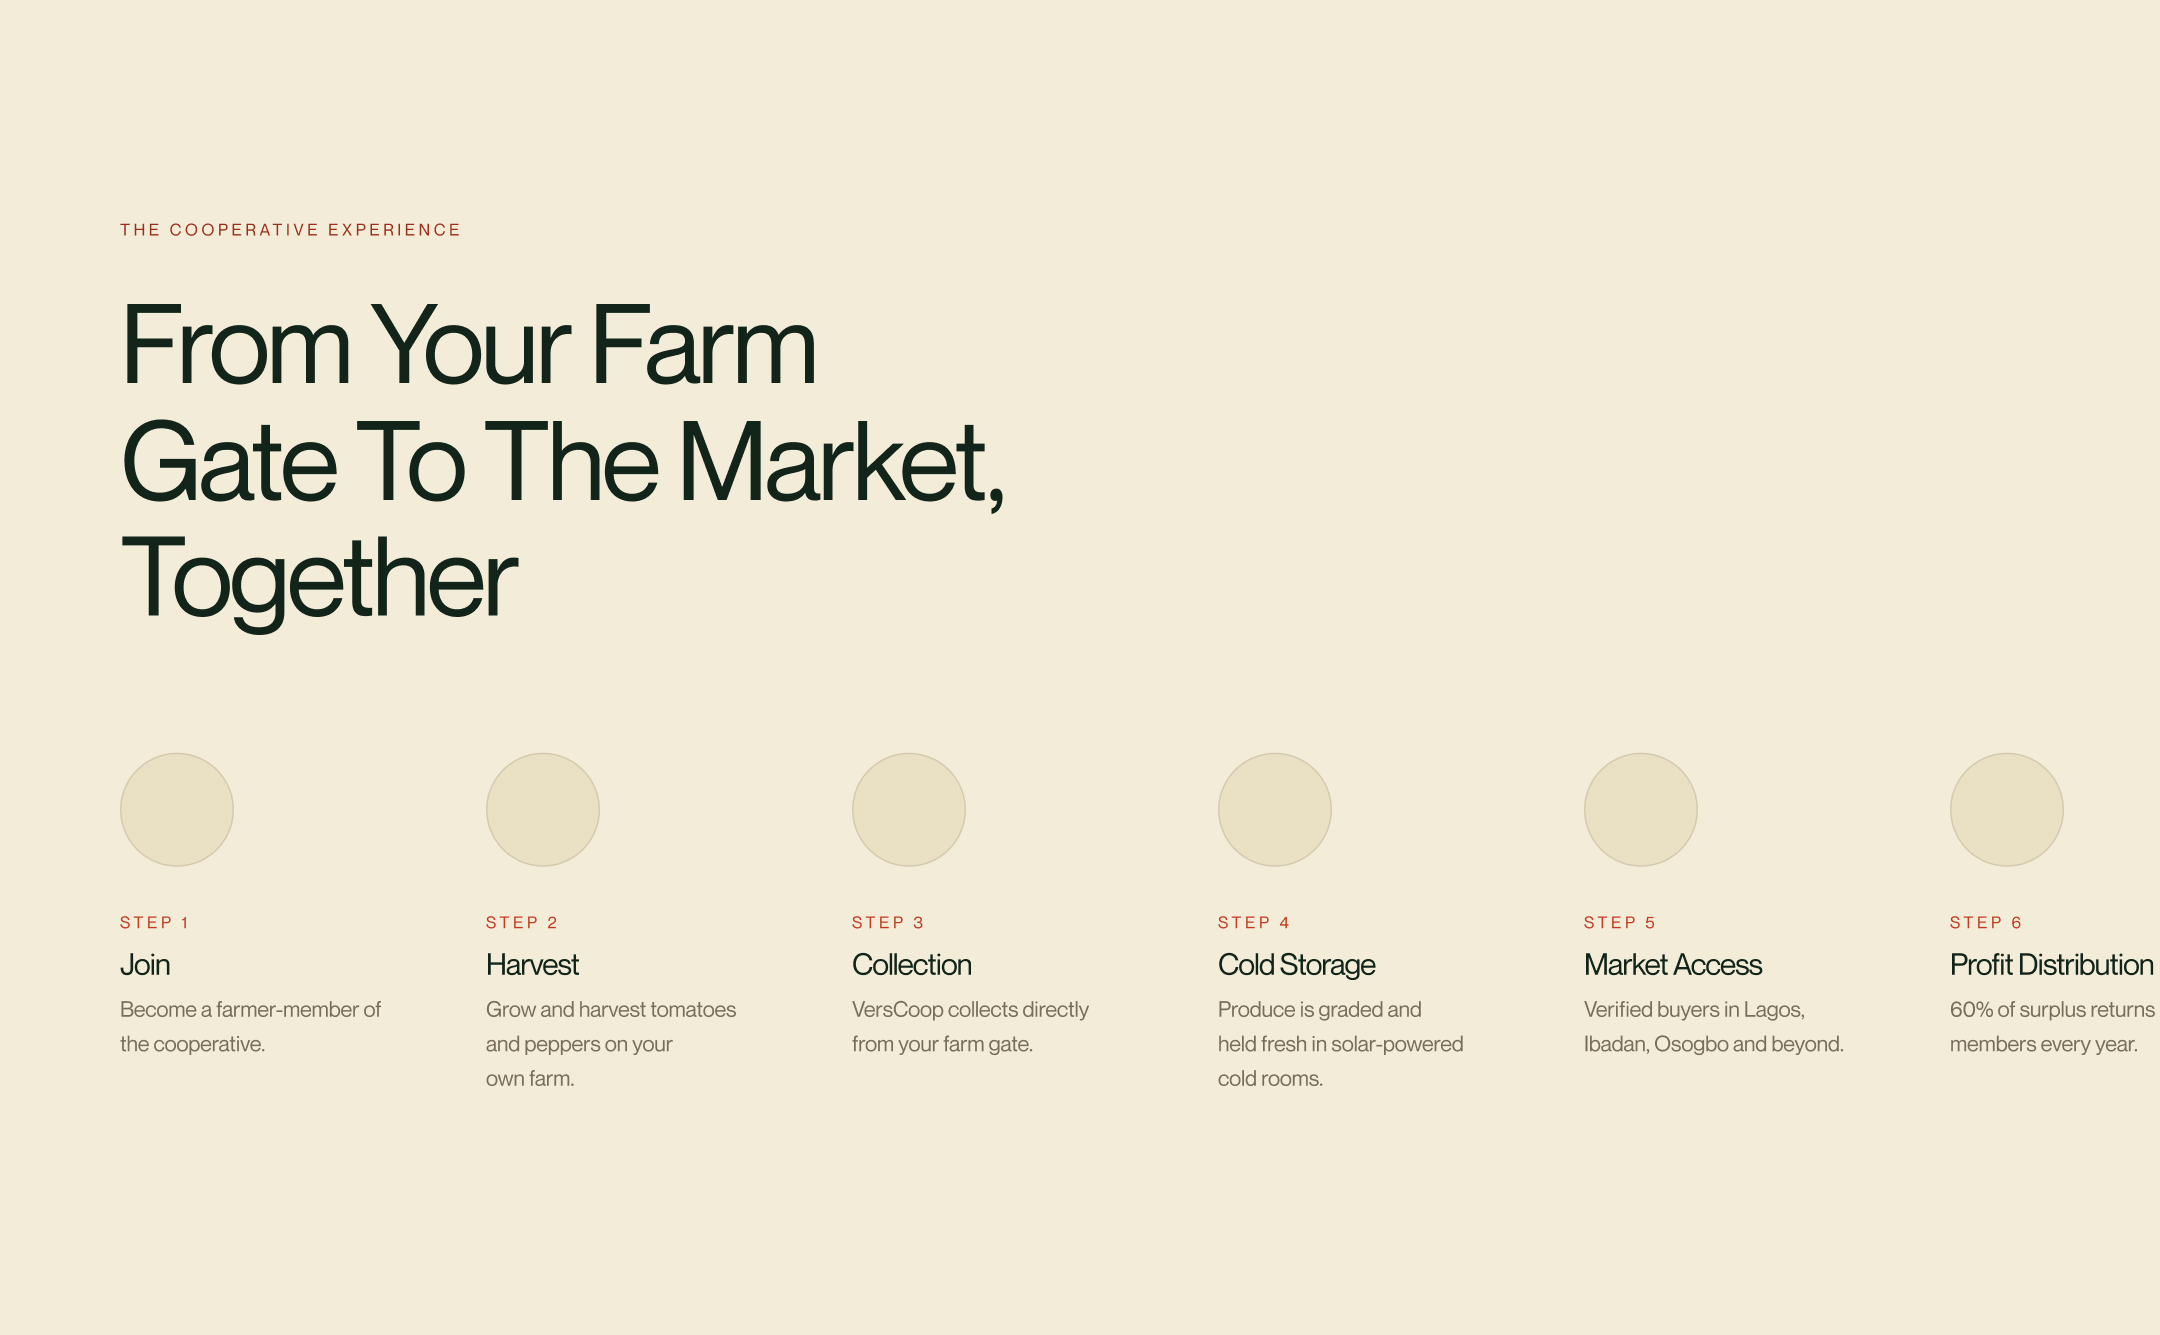 THE COOPERATIVE EXPERIENCE
From Your Farm
Gate To The Market,
Together
STEP 1
Join
Become a farmer-member of
the cooperative.
STEP 2
Harvest
Grow and harvest tomatoes
and peppers on your
own farm.
STEP 3
Collection
VersCoop collects directly
from your farm gate.
STEP 4
Cold Storage
Produce is graded and
held fresh in solar-powered
cold rooms.
STEP 5
Market Access
Verified buyers in Lagos,
Ibadan, Osogbo and beyond.
STEP 6
Profit Distribution
60% of surplus returns
members every year.